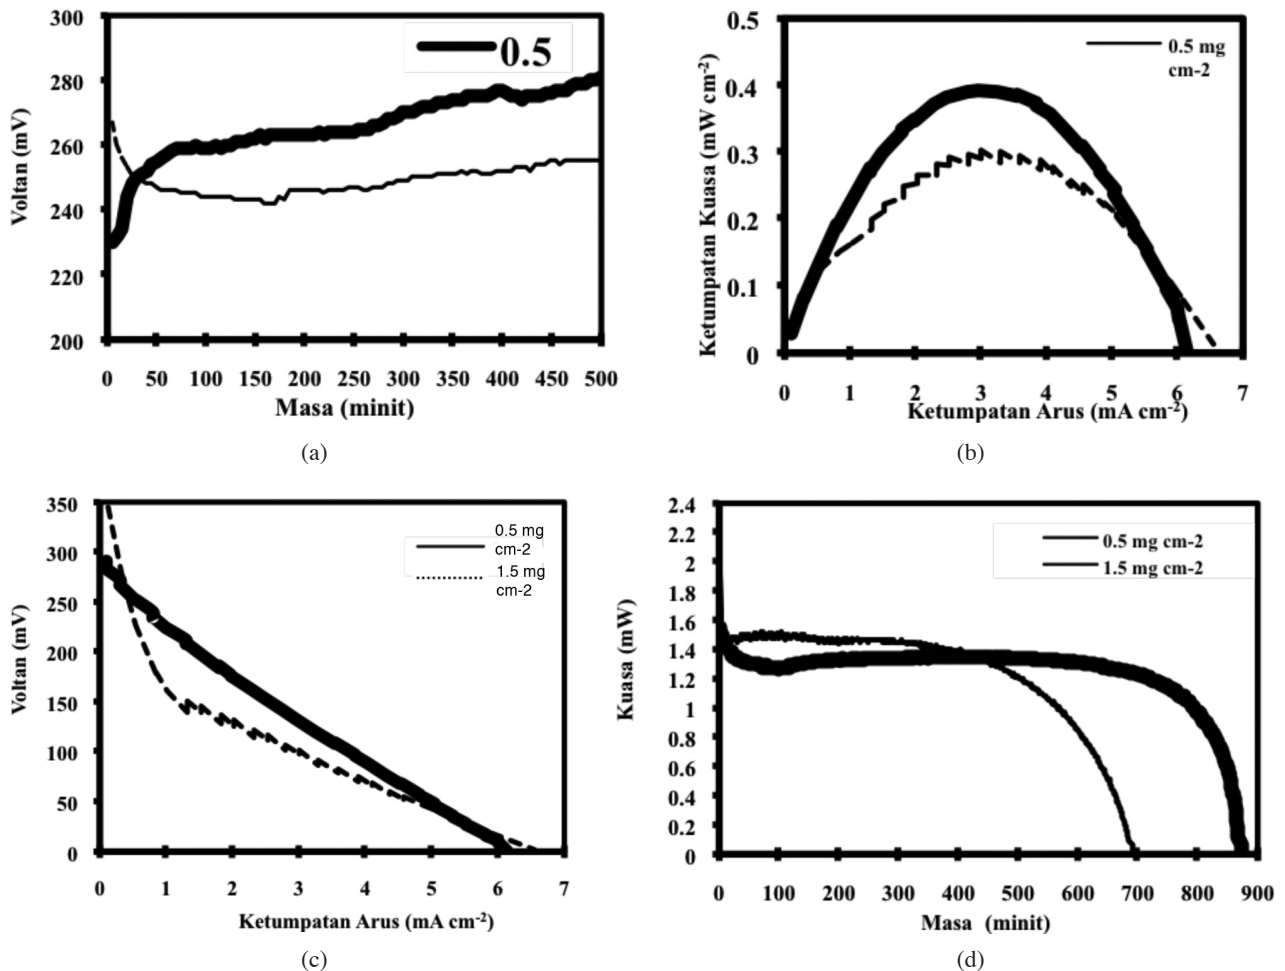 300
280
260
240
220
200
Voltan (mV)
0.5
0 50 100 150 200 250 300 350 400 450 500
Masa (minit)
(a)
0.5
0.4
0.3
0.2
0.1
0
Ketumpatan Kuasa (mW cm-2)
0.5 mg
cm-2
0 1 2 3 4 5 6 7
Ketumpatan Arus (mA cm-2)
(b)
350
300
250
200
150
100
50
0
Voltan (mV)
0.5 mg
cm-2
1.5 mg
cm-2
0 1 2 3 4 5 6 7
Ketumpatan Arus (mA cm-2)
(c)
2.4
2.2
2
1.8
1.6
1.4
1.2
1
0.8
0.6
0.4
0.2
0
Kuasa (mW)
0.5 mg cm-2
1.5 mg cm-2
0 100 200 300 400 500 600 700 800 900
Masa (minit)
(d)